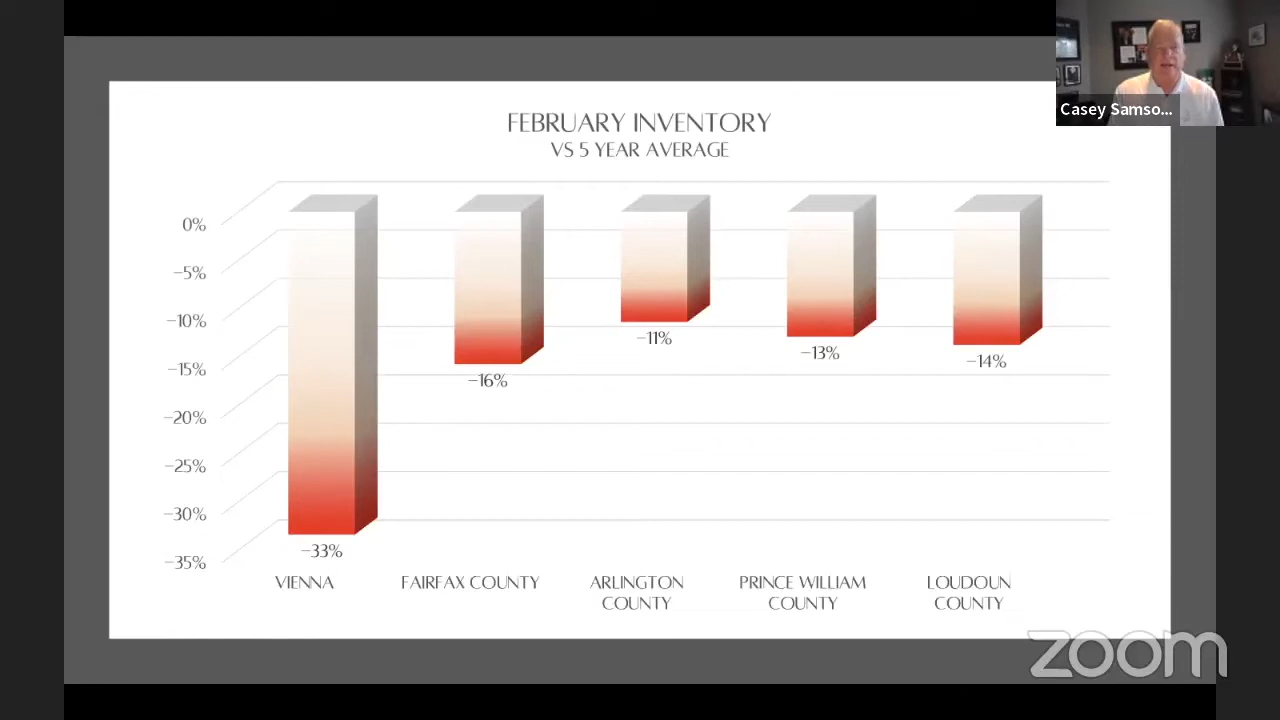 Casey Samso...
FEBRUARY INVENTORY
VS 5 YEAR AVERAGE
0%
-5%
-10%
-15%
-20%
-25%
-30%
-35%
-33%
-16%
-11%
-13%
-14%
VIENNA
FAIRFAX COUNTY
ARLINGTON
COUNTY
PRINCE WILLIAM
COUNTY
LOUDOUN
COUNTY
zoom